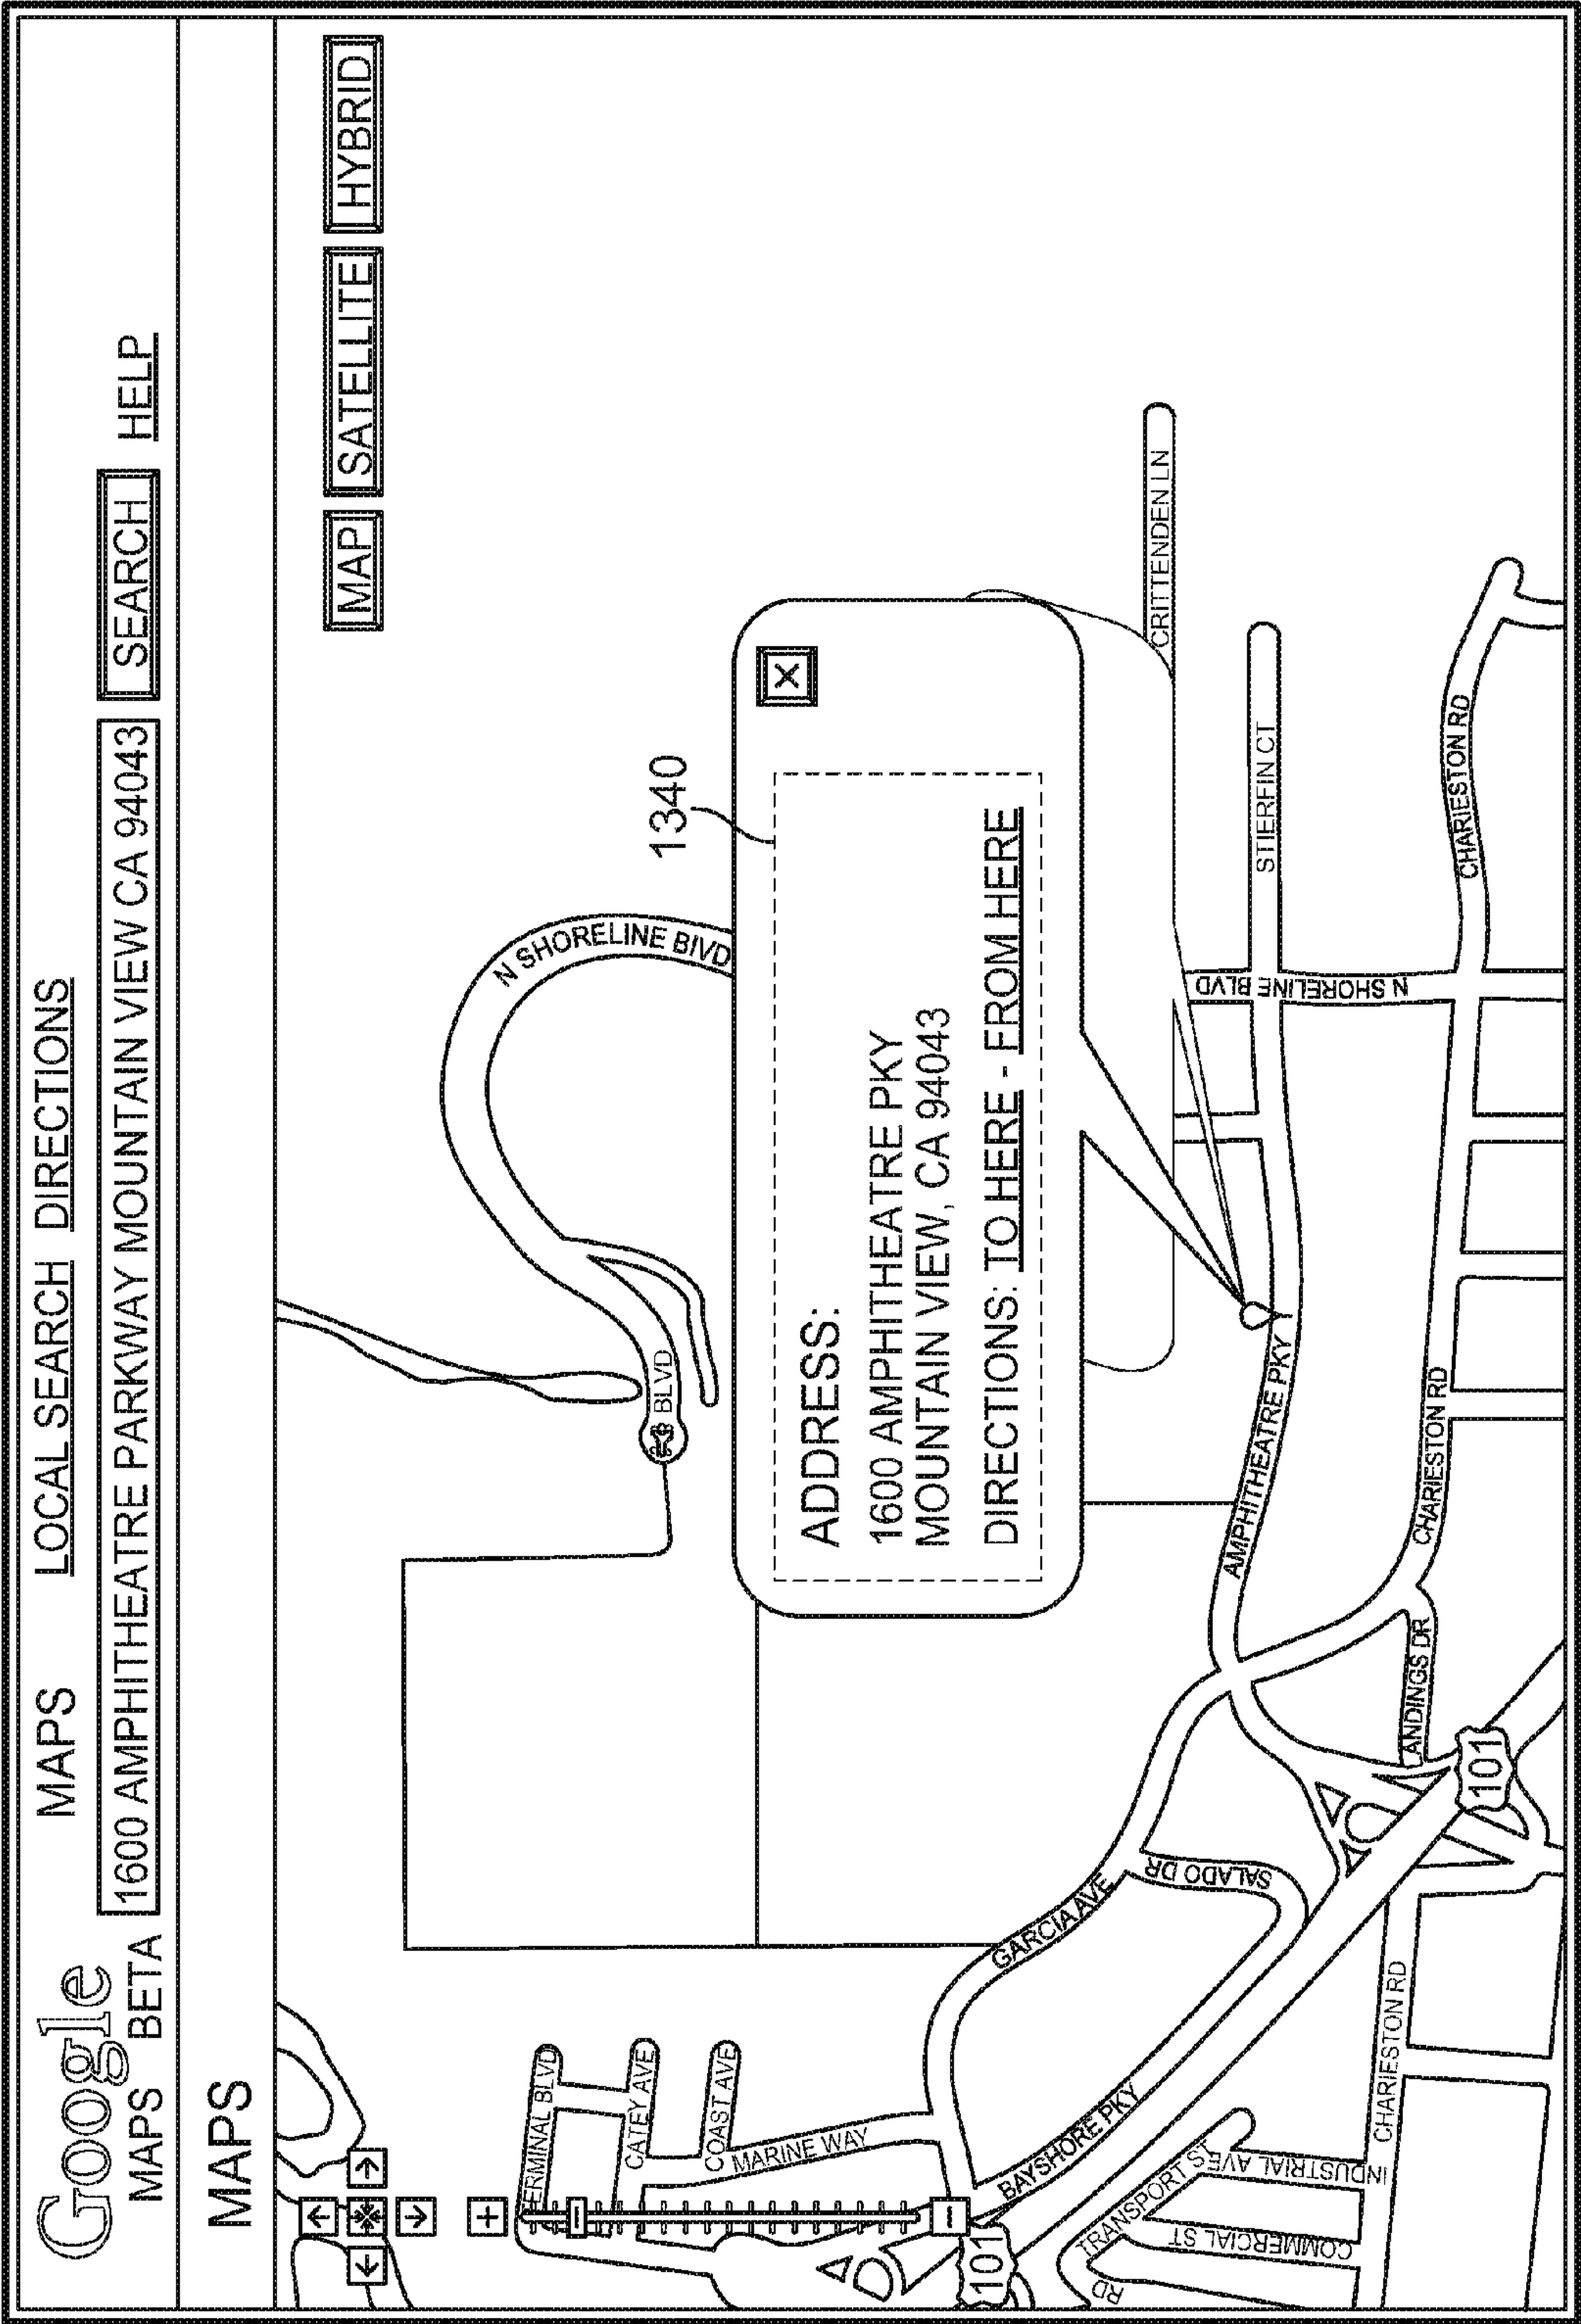 Google
MAPS BETA
MAPS LOCAL SEARCH DIRECTIONS
1600 AMPHITHEATRE PARKWAY MOUNTAIN VIEW CA 94043 SEARCH HELP
MAPS
MAP SATELLITE HYBRID
N SHORELINE BIVD
BLVD
1340
X
ADDRESS:
1600 AMPHITHEATRE PKY
MOUNTAIN VIEW, CA 94043
DIRECTIONS: TO HERE - FROM HERE
ERMINAL BLVD
CATEY AVE
COAST AVE
MARINE WAY
GARCIA AVE
BAYSHORE PKY
SALADO DR
101
TRANSPORT ST
INDUSTRIAL AVE
COMMERCIAL ST
RD
CHARIESTON RD
AMPHITHEATRE PKY
ANDINGS DR
101
CHARIESTON RD
CRITTENDEN LN
N SHORELINE BLVD
STIERFIN CT
CHARIESTON RD